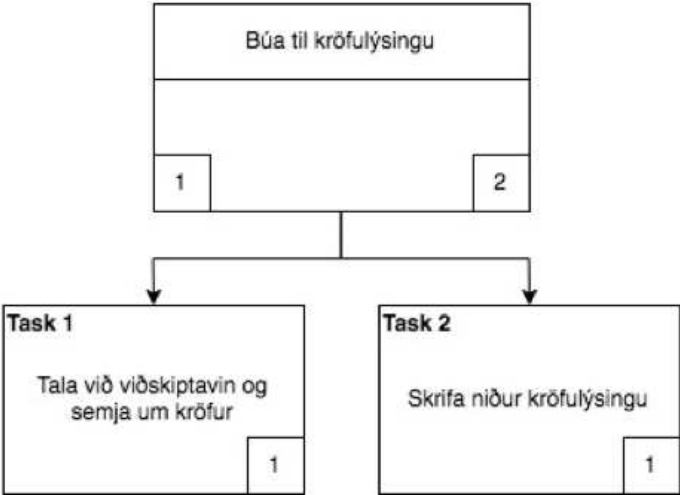 Búa til kröfulýsingu
1
2
Task 1
Tala við viðskiptavin og
semja um kröfur
1
Task 2
Skrifa niður kröfulýsingu
1